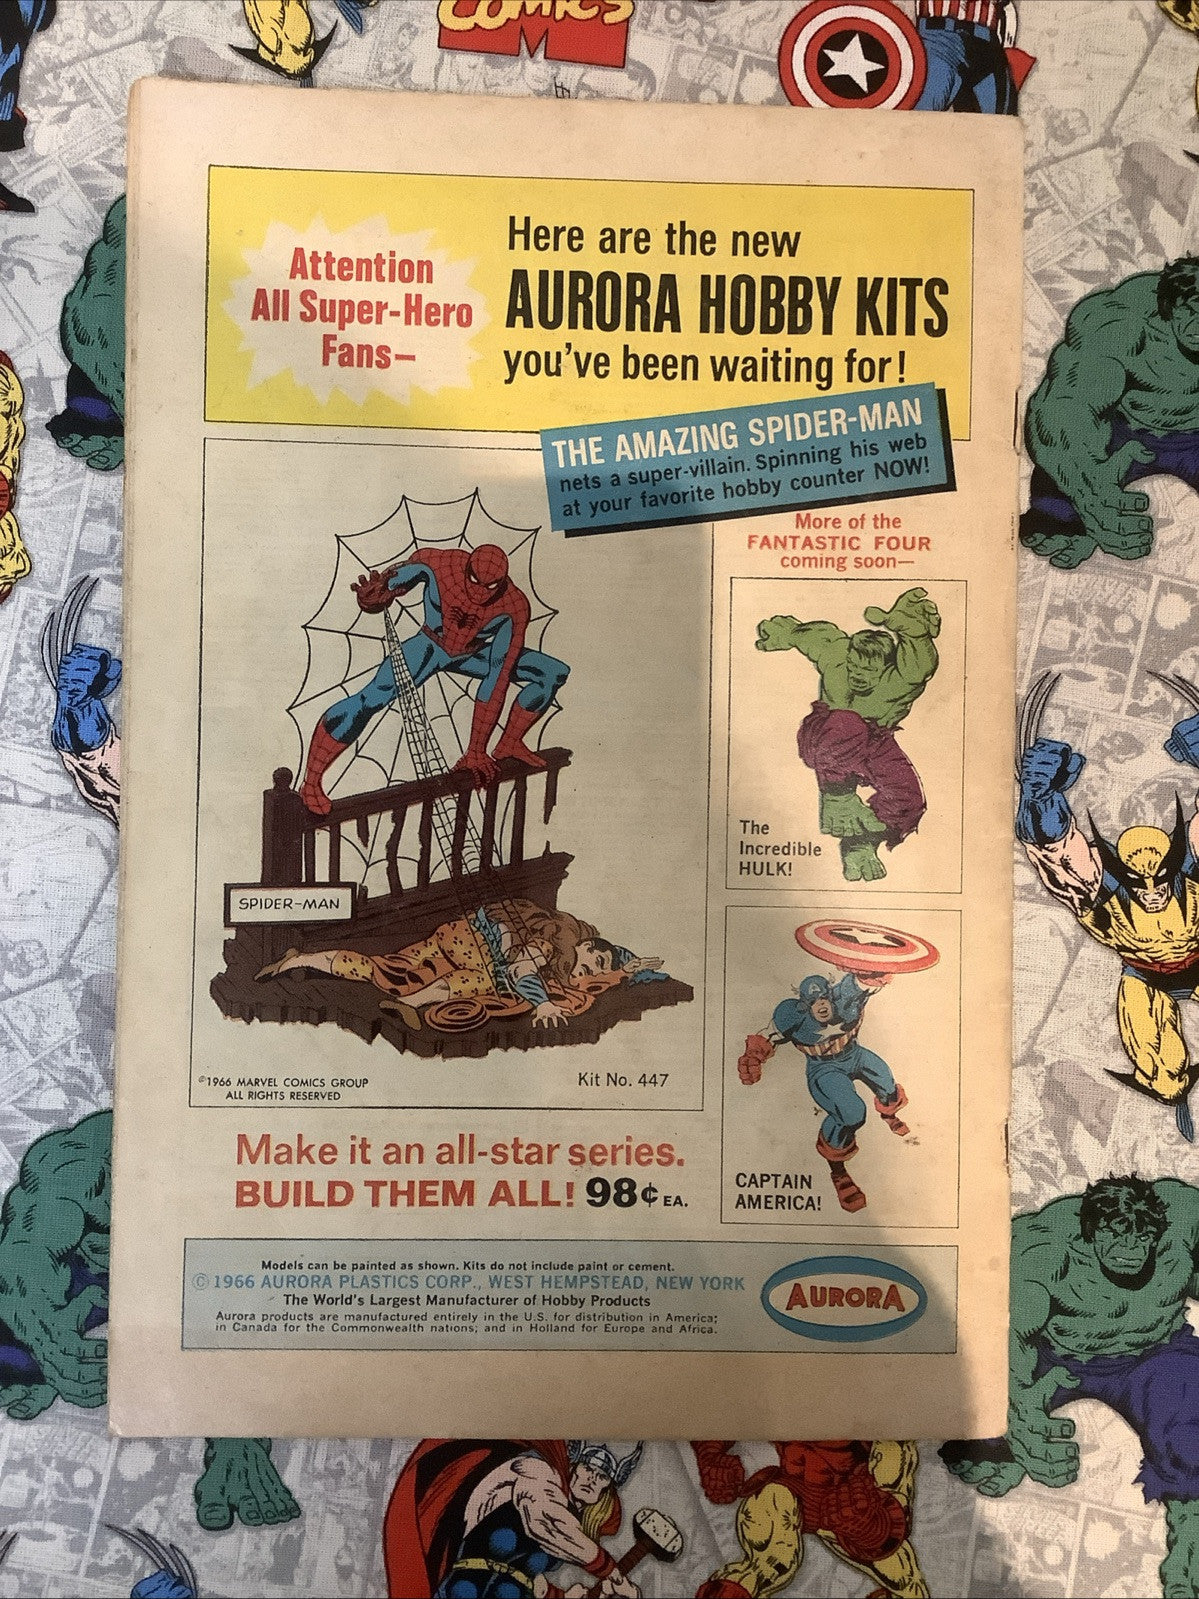 COMICS
M
Attention
All Super-Hero
Fans—
Here are the new
AURORA HOBBY KITS
you've been waiting for!
THE AMAZING SPIDER-MAN
nets a super-villain. Spinning his web
at your favorite hobby counter NOW!
More of the
FANTASTIC FOUR
coming soon—
The
Incredible
HULK!
SPIDER-MAN
©1966 MARVEL COMICS GROUP
ALL RIGHTS RESERVED
Kit No. 447
CAPTAIN
AMERICA!
Make it an all-star series.
BUILD THEM ALL! 98¢ EA.
Models can be painted as shown. Kits do not include paint or cement.
© 1966 AURORA PLASTICS CORP., WEST HEMPSTEAD, NEW YORK
The World's Largest Manufacturer of Hobby Products
Aurora products are manufactured entirely in the U.S. for distribution in America;
in Canada for the Commonwealth nations; and in Holland for Europe and Africa.
AURORA